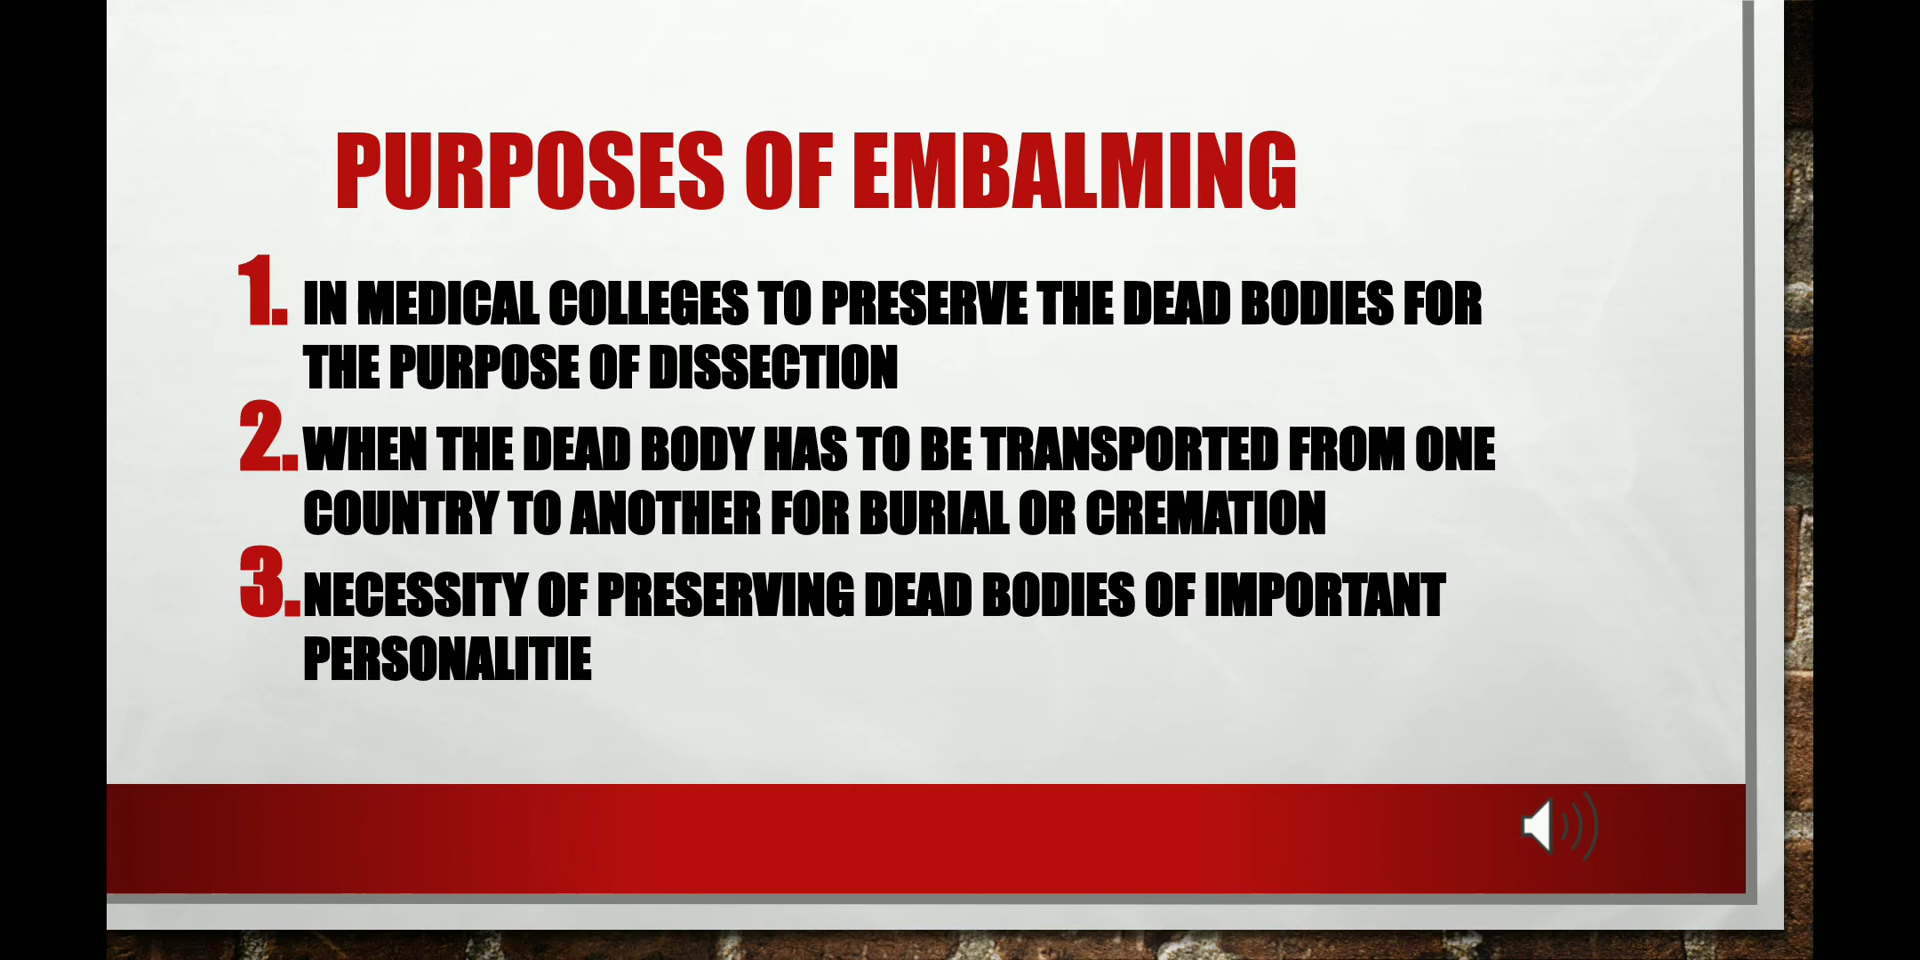 PURPOSES OF EMBALMING
1. IN MEDICAL COLLEGES TO PRESERVE THE DEAD BODIES FOR
THE PURPOSE OF DISSECTION
2. WHEN THE DEAD BODY HAS TO BE TRANSPORTED FROM ONE
COUNTRY TO ANOTHER FOR BURIAL OR CREMATION
3. NECESSITY OF PRESERVING DEAD BODIES OF IMPORTANT
PERSONALITIE